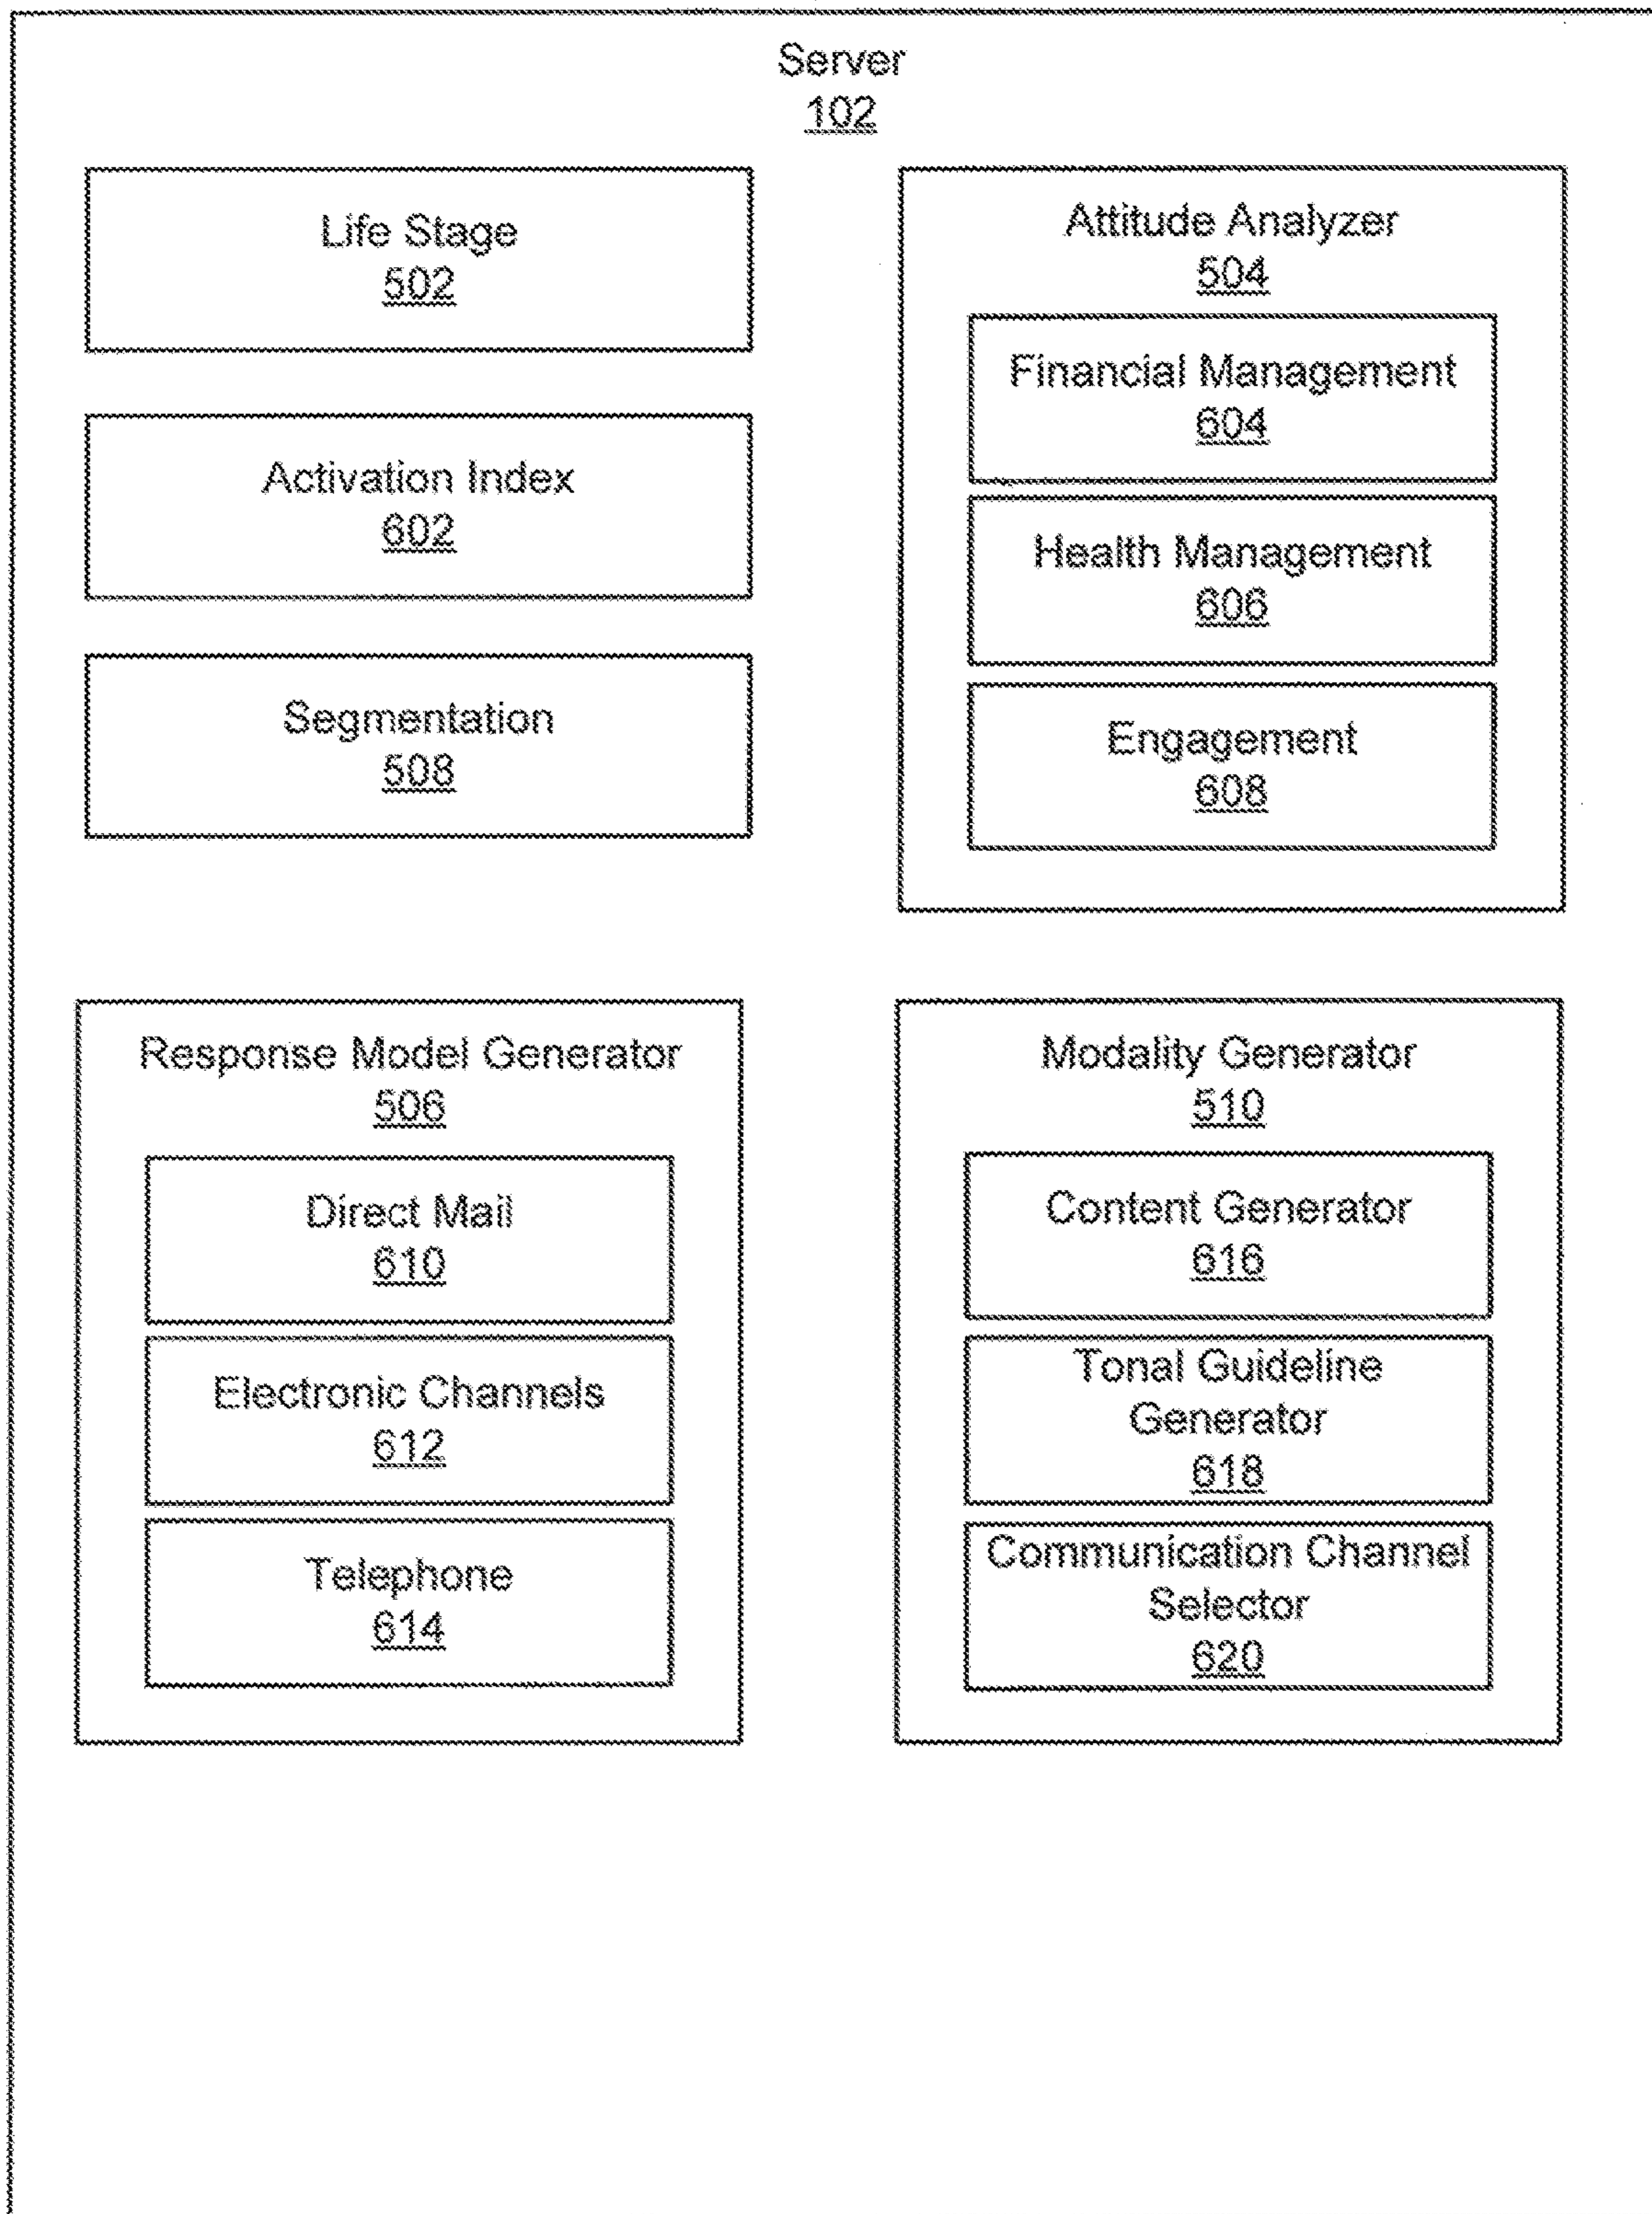 Server
102
Life Stage
502
Activation Index
602
Segmentation
508
Attitude Analyzer
504
Financial Management
604
Health Management
606
Engagement
608
Response Model Generator
506
Direct Mail
610
Electronic Channels
612
Telephone
614
Modality Generator
510
Content Generator
616
Tonal Guideline
Generator
618
Communication Channel
Selector
620